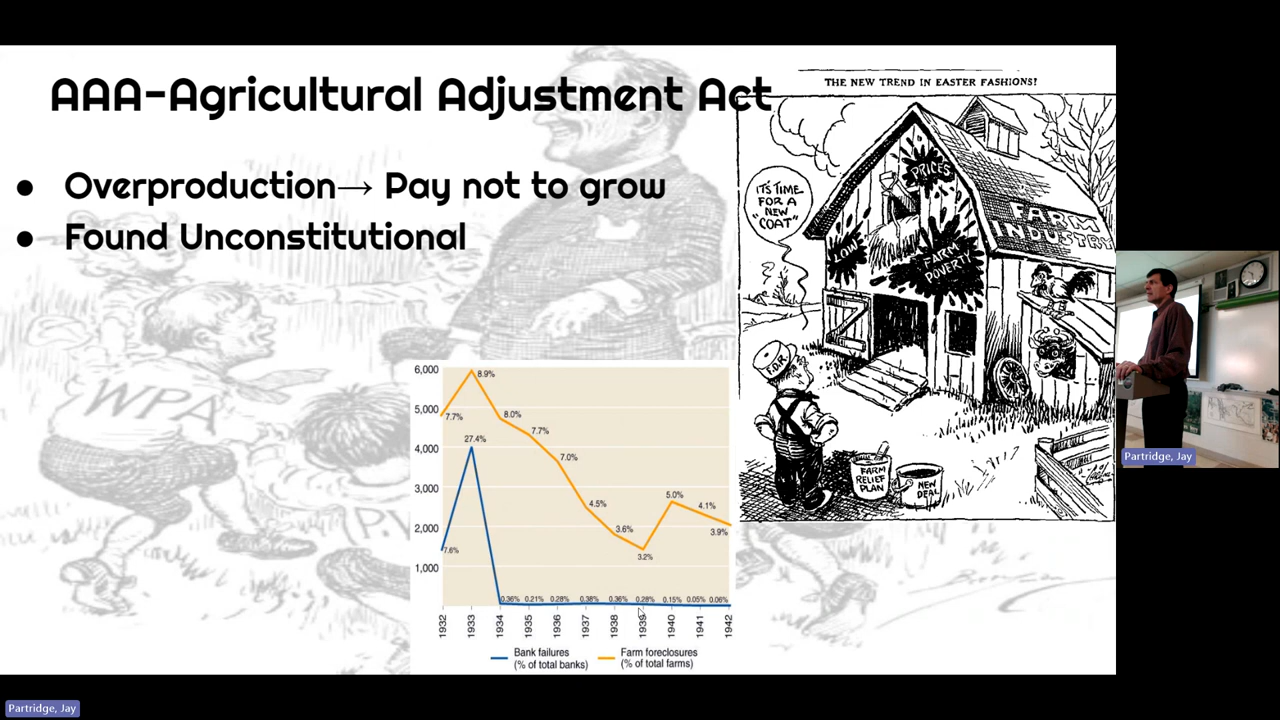 AAA-Agricultural Adjustment Act
● Overproduction→ Pay not to grow
● Found Unconstitutional
THE NEW TREND IN EASTER FASHIONS?
IT'S TIME
FOR A
NEW
COAT"
PRICES
LOW
FARM
POVERTY
FARM
INDUSTRY
F.D.R.
FARM
RELIEF
PLAN
NEW
DEAL
WPA
6,000
5,000
4,000
3,000
2,000
1,000
7.7%
8.9%
8.0%
7.7%
7.0%
4.5%
3.6%
3.2%
5.0%
4.1%
3.9%
7.6%
27.4%
0.36%
0.21%
0.28%
0.38%
0.36%
0.28%
0.15%
0.05%
0.06%
1932
1933
1934
1935
1936
1937
1938
1939
1940
1941
1942
Bank failures
(% of total banks)
Farm foreclosures
(% of total farms)
Partridge, Jay
Partridge, Jay